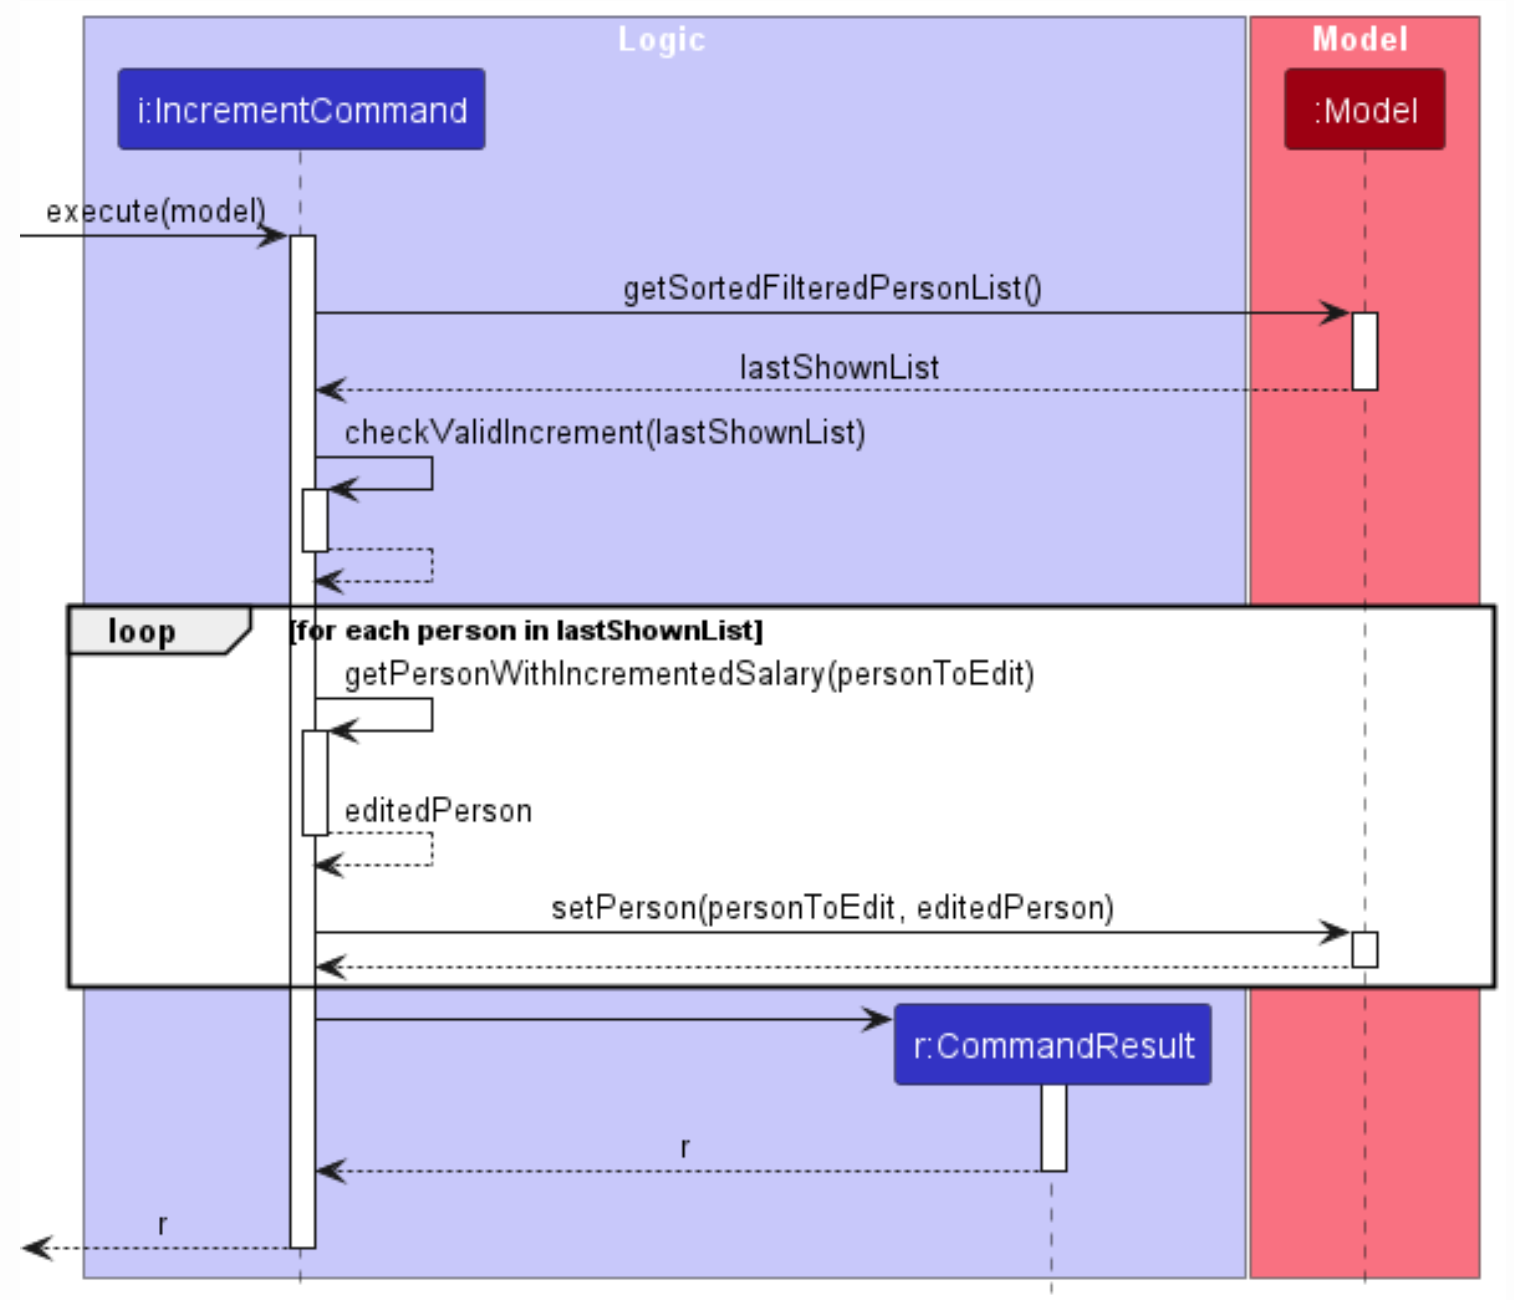 Logic
Model
i:IncrementCommand
:Model
execute(model)
getSortedFilteredPersonList()
lastShownList
checkValidIncrement(lastShownList)
loop
[for each person in lastShownList]
getPersonWithIncrementedSalary(personToEdit)
editedPerson
setPerson(personToEdit, editedPerson)
r:CommandResult
r
r